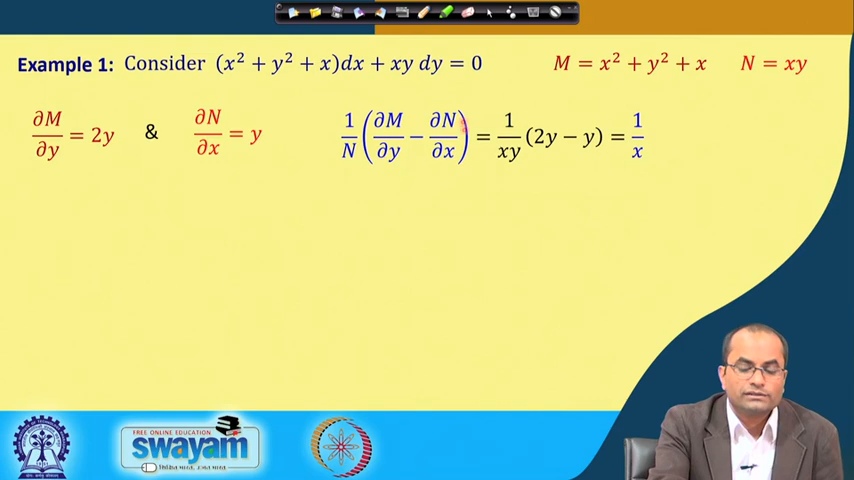 Example 1: Consider (x² + y² + x)dx + xy dy = 0 M = x² + y² + x N = xy
∂M/∂y = 2y & ∂N/∂x = y 1/N (∂M/∂y − ∂N/∂x) = 1/xy (2y − y) = 1/x
FREE ONLINE EDUCATION
swayam